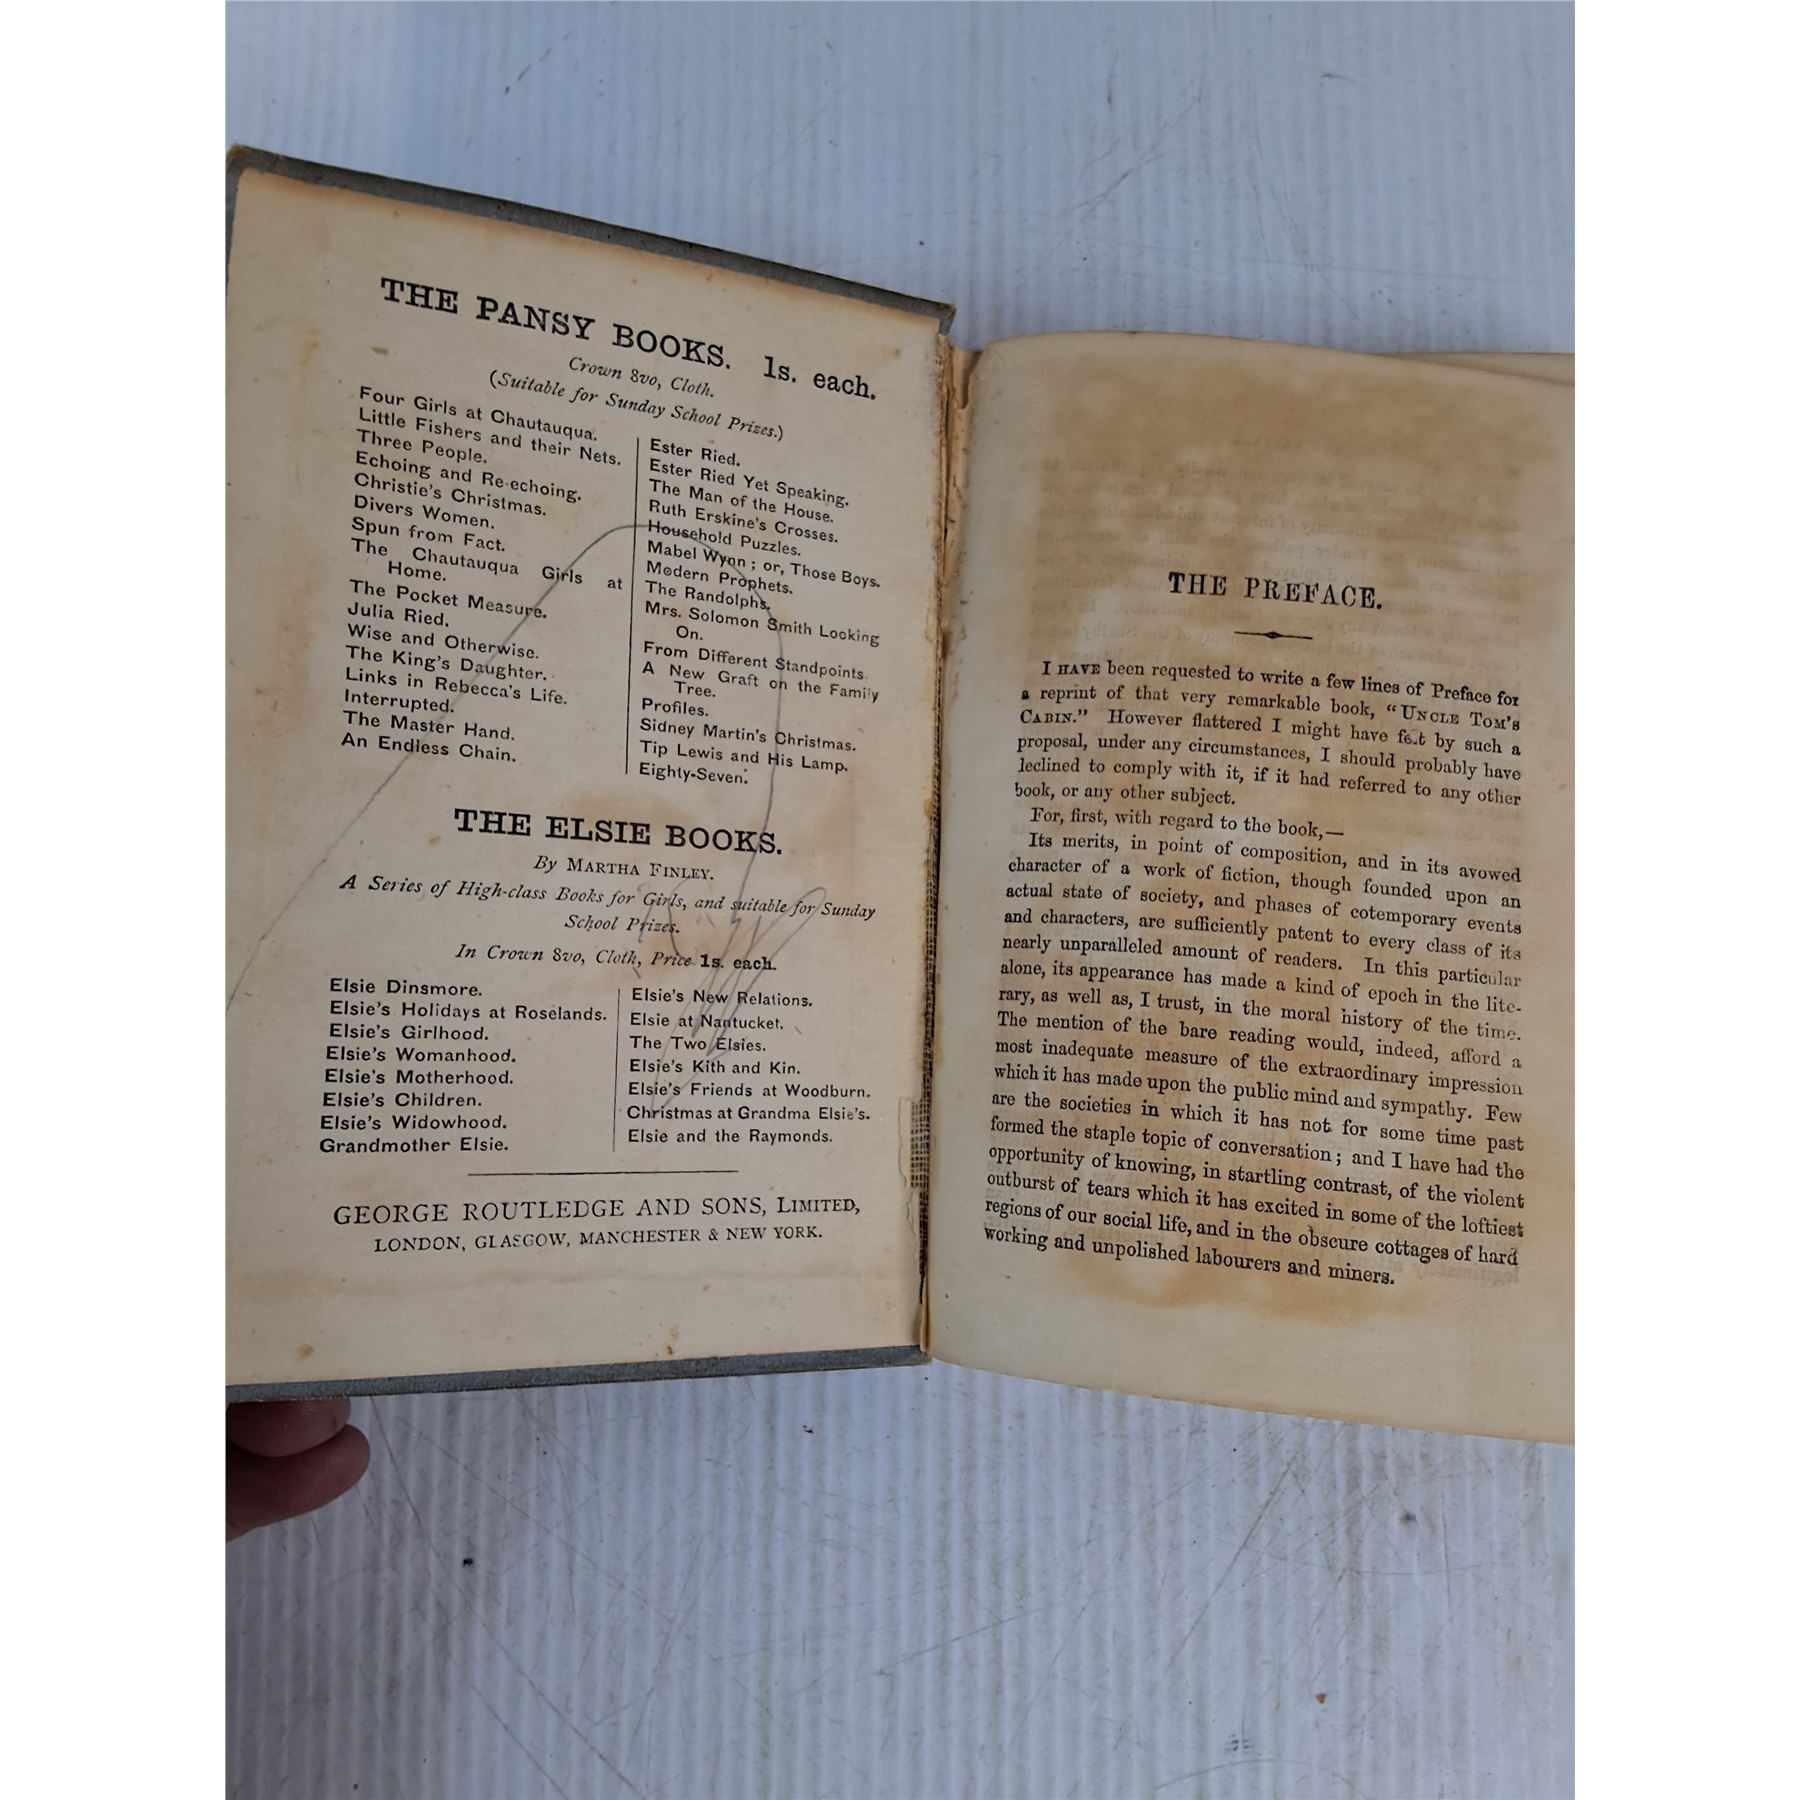 THE PANSY BOOKS. 1s. each.
Crown 8vo, Cloth.
(Suitable for Sunday School Prizes.)
Four Girls at Chautauqua.
Little Fishers and their Nets.
Three People.
Echoing and Re-echoing.
Christie's Christmas.
Divers Women.
Spun from Fact.
The Chautauqua Girls at
Home.
The Pocket Measure.
Julia Ried.
Wise and Otherwise.
The King's Daughter.
Links in Rebecca's Life.
Interrupted.
The Master Hand.
An Endless Chain.
Ester Ried.
Ester Ried Yet Speaking.
The Man of the House.
Ruth Erskine's Crosses.
Household Puzzles.
Mabel Wynn; or, Those Boys.
Modern Prophets.
The Randolphs.
Mrs. Solomon Smith Looking
On.
From Different Standpoints.
A New Graft on the Family
Tree.
Profiles.
Sidney Martin's Christmas.
Tip Lewis and His Lamp.
Eighty-Seven.
THE ELSIE BOOKS.
By MARTHA FINLEY.
A Series of High-class Books for Girls, and suitable for Sunday
School Prizes.
In Crown 8vo, Cloth, Price 1s. each.
Elsie Dinsmore.
Elsie's Holidays at Roselands.
Elsie's Girlhood.
Elsie's Womanhood.
Elsie's Motherhood.
Elsie's Children.
Elsie's Widowhood.
Grandmother Elsie.
Elsie's New Relations.
Elsie at Nantucket.
The Two Elsies.
Elsie's Kith and Kin.
Elsie's Friends at Woodburn.
Christmas at Grandma Elsie's.
Elsie and the Raymonds.
GEORGE ROUTLEDGE AND SONS, LIMITED,
LONDON, GLASGOW, MANCHESTER & NEW YORK.
THE PREFACE.
I HAVE been requested to write a few lines of Preface for
a reprint of that very remarkable book, "UNCLE TOM'S
CABIN." However flattered I might have felt by such a
proposal, under any circumstances, I should probably have
leclined to comply with it, if it had referred to any other
book, or any other subject.
For, first, with regard to the book,—
Its merits, in point of composition, and in its avowed
character of a work of fiction, though founded upon an
actual state of society, and phases of cotemporary events
and characters, are sufficiently patent to every class of its
nearly unparalleled amount of readers. In this particular
alone, its appearance has made a kind of epoch in the lite-
rary, as well as, I trust, in the moral history of the time.
The mention of the bare reading would, indeed, afford a
most inadequate measure of the extraordinary impression
which it has made upon the public mind and sympathy. Few
are the societies in which it has not for some time past
formed the staple topic of conversation; and I have had the
opportunity of knowing, in startling contrast, of the violent
outburst of tears which it has excited in some of the loftiest
regions of our social life, and in the obscure cottages of hard
working and unpolished labourers and miners.